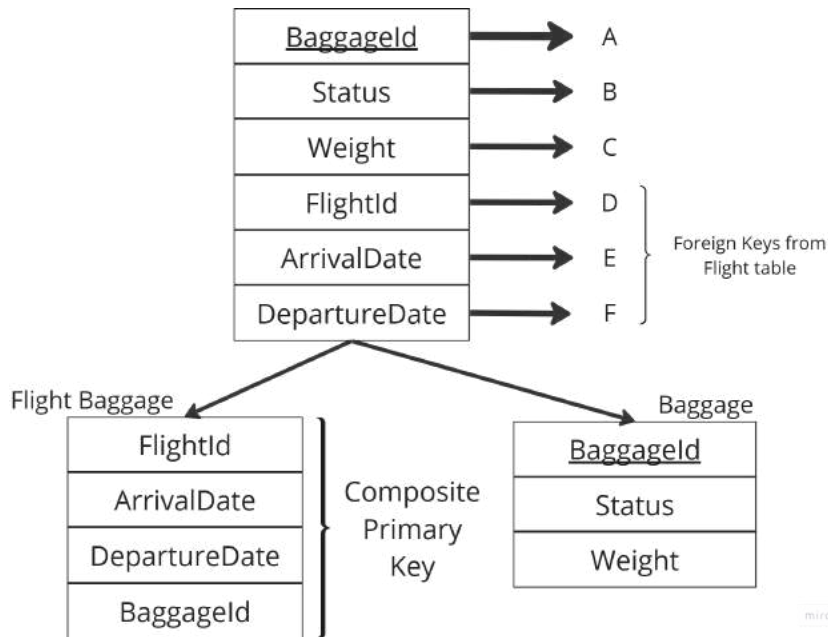 BaggageId
A
Status
B
Weight
C
FlightId
D
ArrivalDate
E
DepartureDate
F
Foreign Keys from
Flight table
Flight Baggage
FlightId
ArrivalDate
DepartureDate
BaggageId
Composite
Primary
Key
Baggage
BaggageId
Status
Weight